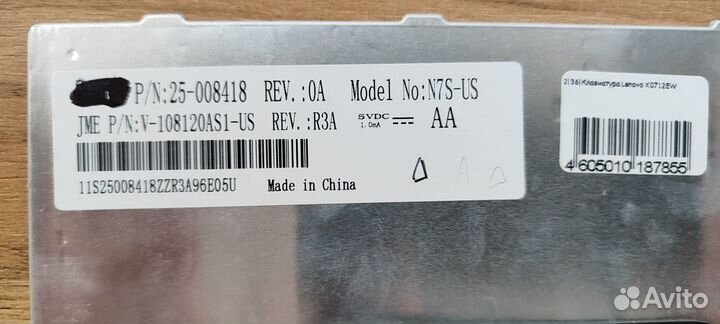 P/N:25-008418 REV.:0A Model No:N7S-US
JME P/N:V-108120AS1-US REV.:R3A 5VDC 1.0mA AA
11S25008418ZZR3A96E05U Made in China
A
2|36|Клавиатура Lenovo K0712EW
4 605010 187855
Avito